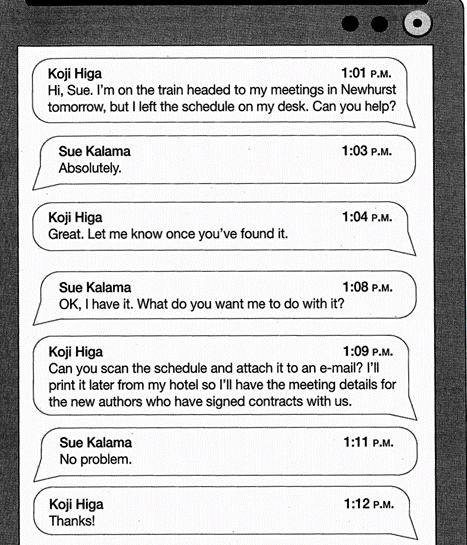 Koji Higa 1:01 P.M.
Hi, Sue. I'm on the train headed to my meetings in Newhurst
tomorrow, but I left the schedule on my desk. Can you help?
Sue Kalama 1:03 P.M.
Absolutely.
Koji Higa 1:04 P.M.
Great. Let me know once you've found it.
Sue Kalama 1:08 P.M.
OK, I have it. What do you want me to do with it?
Koji Higa 1:09 P.M.
Can you scan the schedule and attach it to an e-mail? I'll
print it later from my hotel so I'll have the meeting details for
the new authors who have signed contracts with us.
Sue Kalama 1:11 P.M.
No problem.
Koji Higa 1:12 P.M.
Thanks!